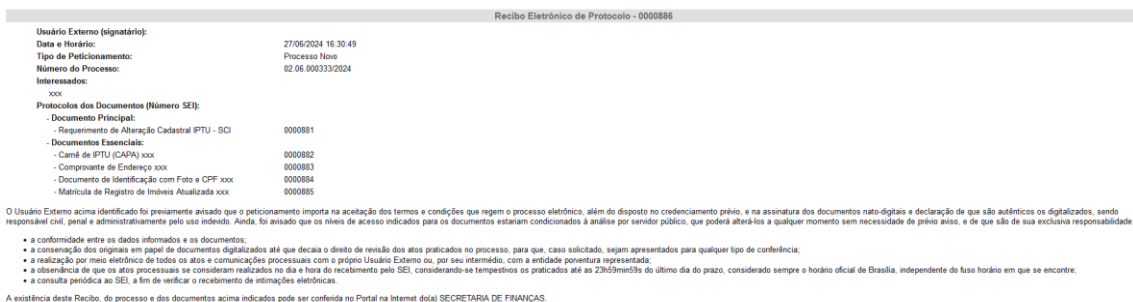 Recibo Eletrônico de Protocolo - 0000886
Usuário Externo (signatário):
Data e Horário: 27/06/2024 16:30:49
Tipo de Peticionamento: Processo Novo
Número do Processo: 02.06.000333/2024
Interessados:
xxx
Protocolos dos Documentos (Número SEI):
- Documento Principal:
- Requerimento de Alteração Cadastral IPTU - SCI 0000881
- Documentos Essenciais:
- Carnê de IPTU (CAPA) xxx 0000882
- Comprovante de Endereço xxx 0000883
- Documento de Identificação com Foto e CPF xxx 0000884
- Matrícula de Registro de Imóveis Atualizada xxx 0000885
O Usuário Externo acima identificado foi previamente avisado que o peticionamento importa na aceitação dos termos e condições que regem o processo eletrônico, além do disposto no credenciamento prévio, e na assinatura dos documentos nato-digitais e declaração de que são autênticos os digitalizados, sendo
responsável civil, penal e administrativamente pelo uso indevido. Ainda, foi avisado que os níveis de acesso indicados para os documentos estariam condicionados à análise por servidor público, que poderá alterá-los a qualquer momento sem necessidade de prévio aviso, e de que são de sua exclusiva responsabilidade:
• a conformidade entre os dados informados e os documentos;
• a conservação dos originais em papel de documentos digitalizados até que decaia o direito de revisão dos atos praticados no processo, para que, caso solicitado, sejam apresentados para qualquer tipo de conferência;
• a realização por meio eletrônico de todos os atos e comunicações processuais com o próprio Usuário Externo ou, por seu intermédio, com a entidade porventura representada;
• a observância de que os atos processuais se consideram realizados no dia e hora do recebimento pelo SEI, considerando-se tempestivos os praticados até as 23h59min59s do último dia do prazo, considerado sempre o horário oficial de Brasília, independente do fuso horário em que se encontre;
• a consulta periódica ao SEI, a fim de verificar o recebimento de intimações eletrônicas.
A existência deste Recibo, do processo e dos documentos acima indicados pode ser conferida no Portal na Internet do(a) SECRETARIA DE FINANCAS.